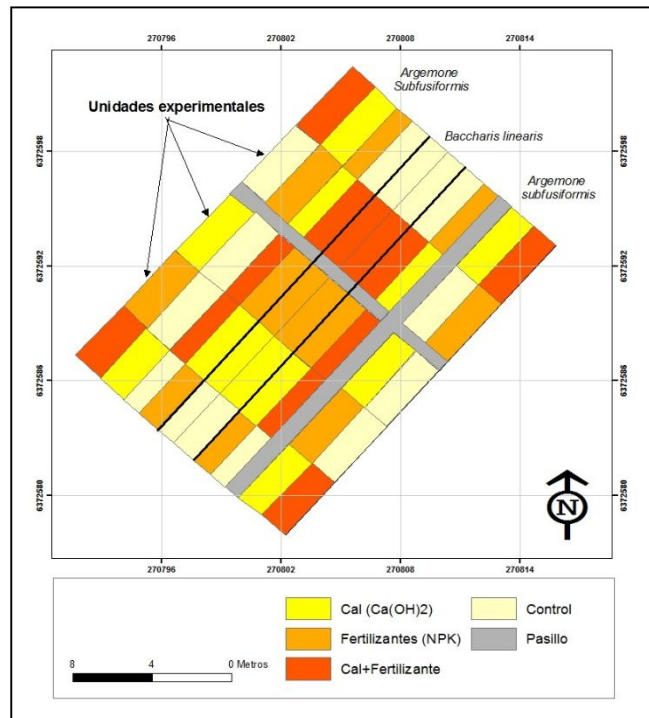 270796 270802 270808 270814
Argemone
Subfusiformis
Unidades experimentales
Baccharis linearis
Argemone
subfusiformis
6372598 6372598
6372592 6372592
6372586 6372586
6372580 6372580
N
270796 270802 270808 270814
Cal (Ca(OH)2) Control
Fertilizantes (NPK) Pasillo
Cal+Fertilizante
8 4 0 Metros